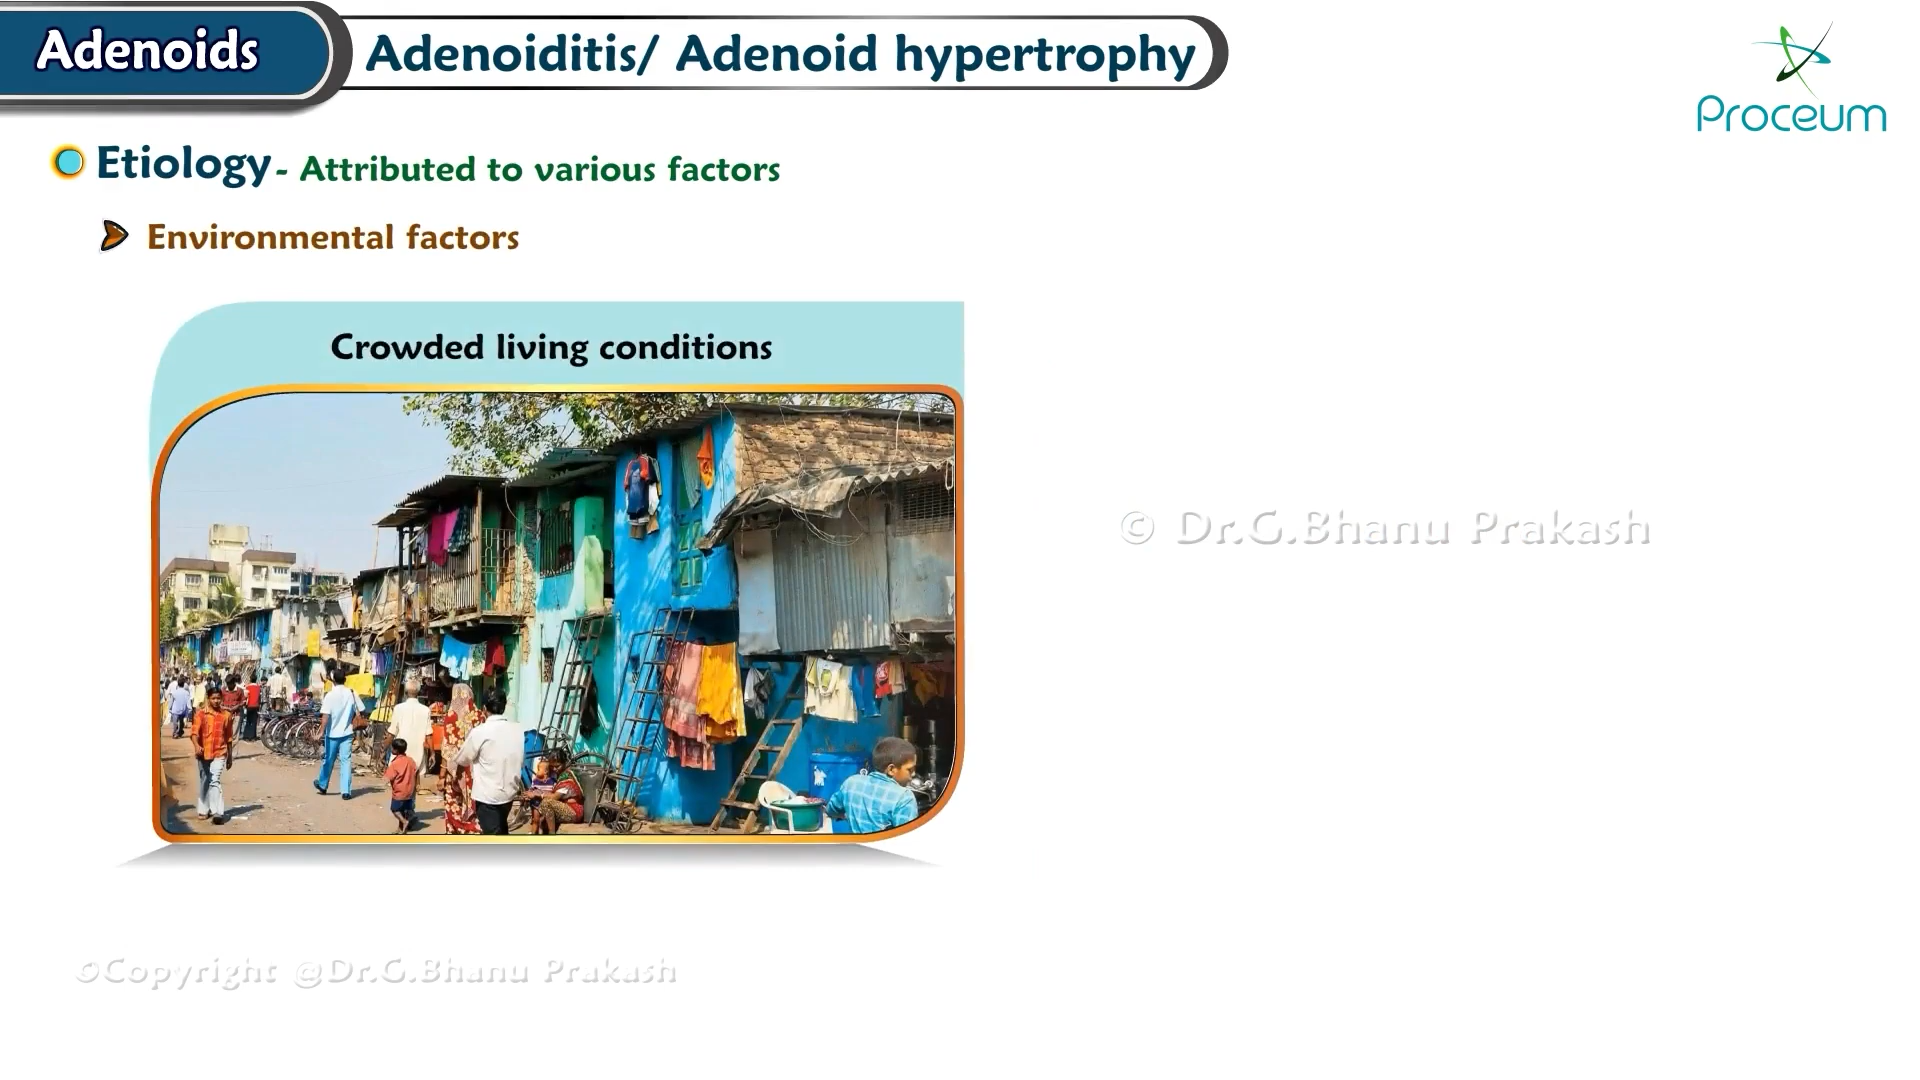 Adenoids
Adenoiditis/ Adenoid hypertrophy
Proceum
Etiology - Attributed to various factors
Environmental factors
Crowded living conditions
© Dr.G.Bhanu Prakash
©Copyright @Dr.G.Bhanu Prakash